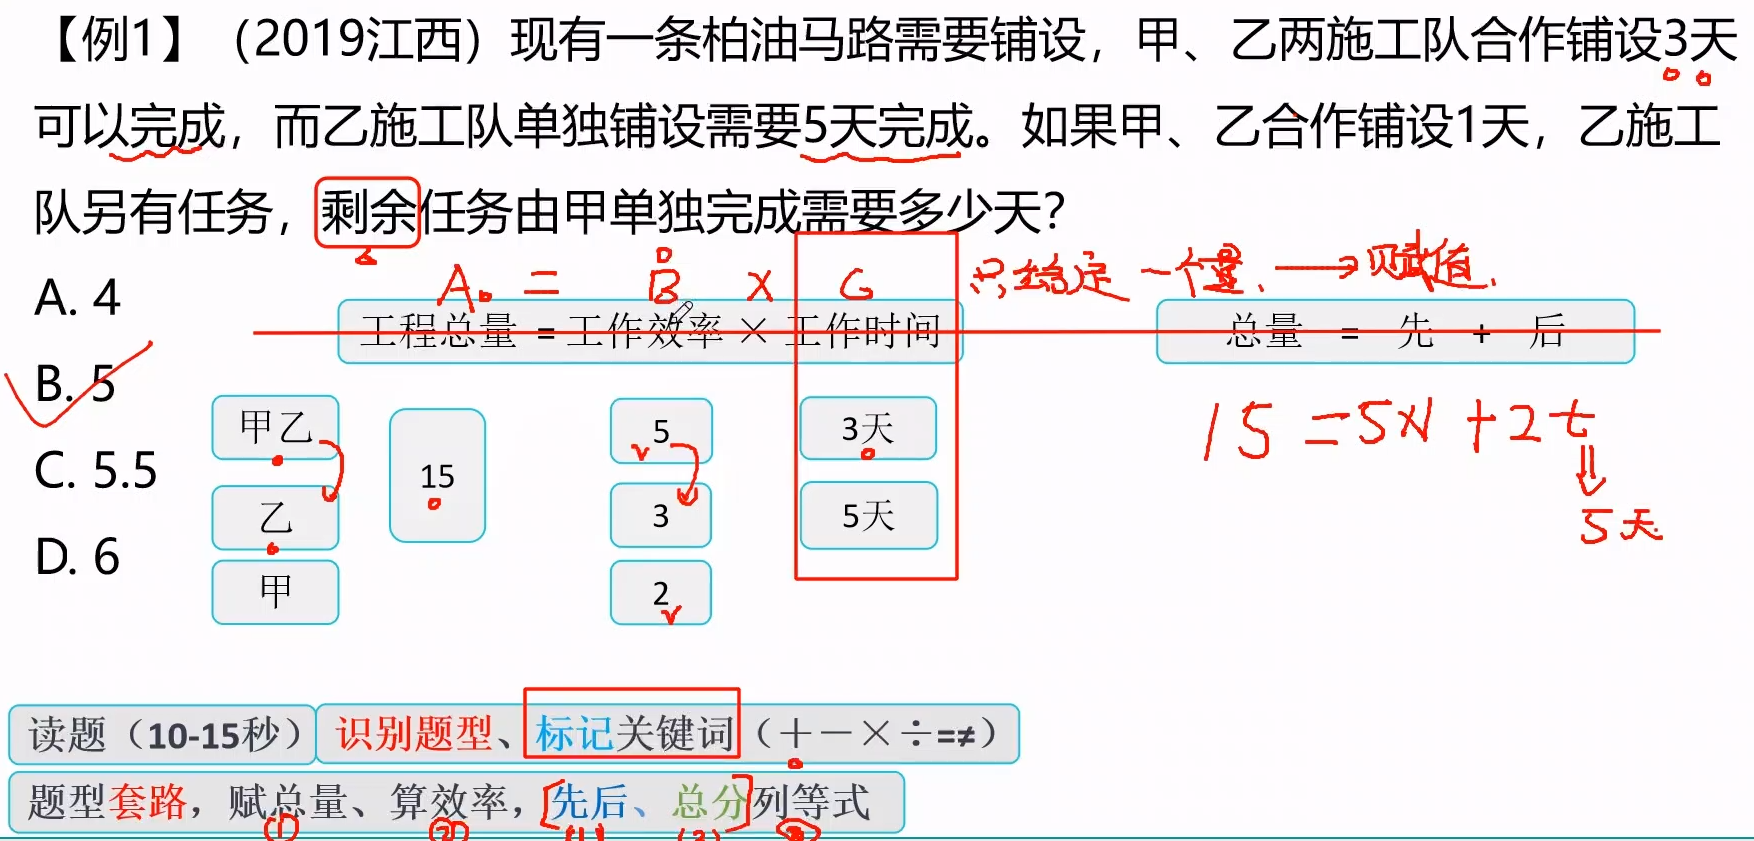 【例1】（2019江西）现有一条柏油马路需要铺设，甲、乙两施工队合作铺设3天
可以完成，而乙施工队单独铺设需要5天完成。如果甲、乙合作铺设1天，乙施工
队另有任务，剩余任务由甲单独完成需要多少天？
A. 4
B. 5
C. 5.5
D. 6
A = B × C 只给定一个量. → 赋值.
工程总量 = 工作效率 × 工作时间
总量 = 先 + 后
甲乙 15 5 3天
乙 3 5天
甲 2
15 = 5×1 + 2t
5天
读题（10-15秒） 识别题型、标记关键词（＋－×÷=≠）
题型套路，赋总量、算效率，先后、总分列等式
① ② (1) (2) ③